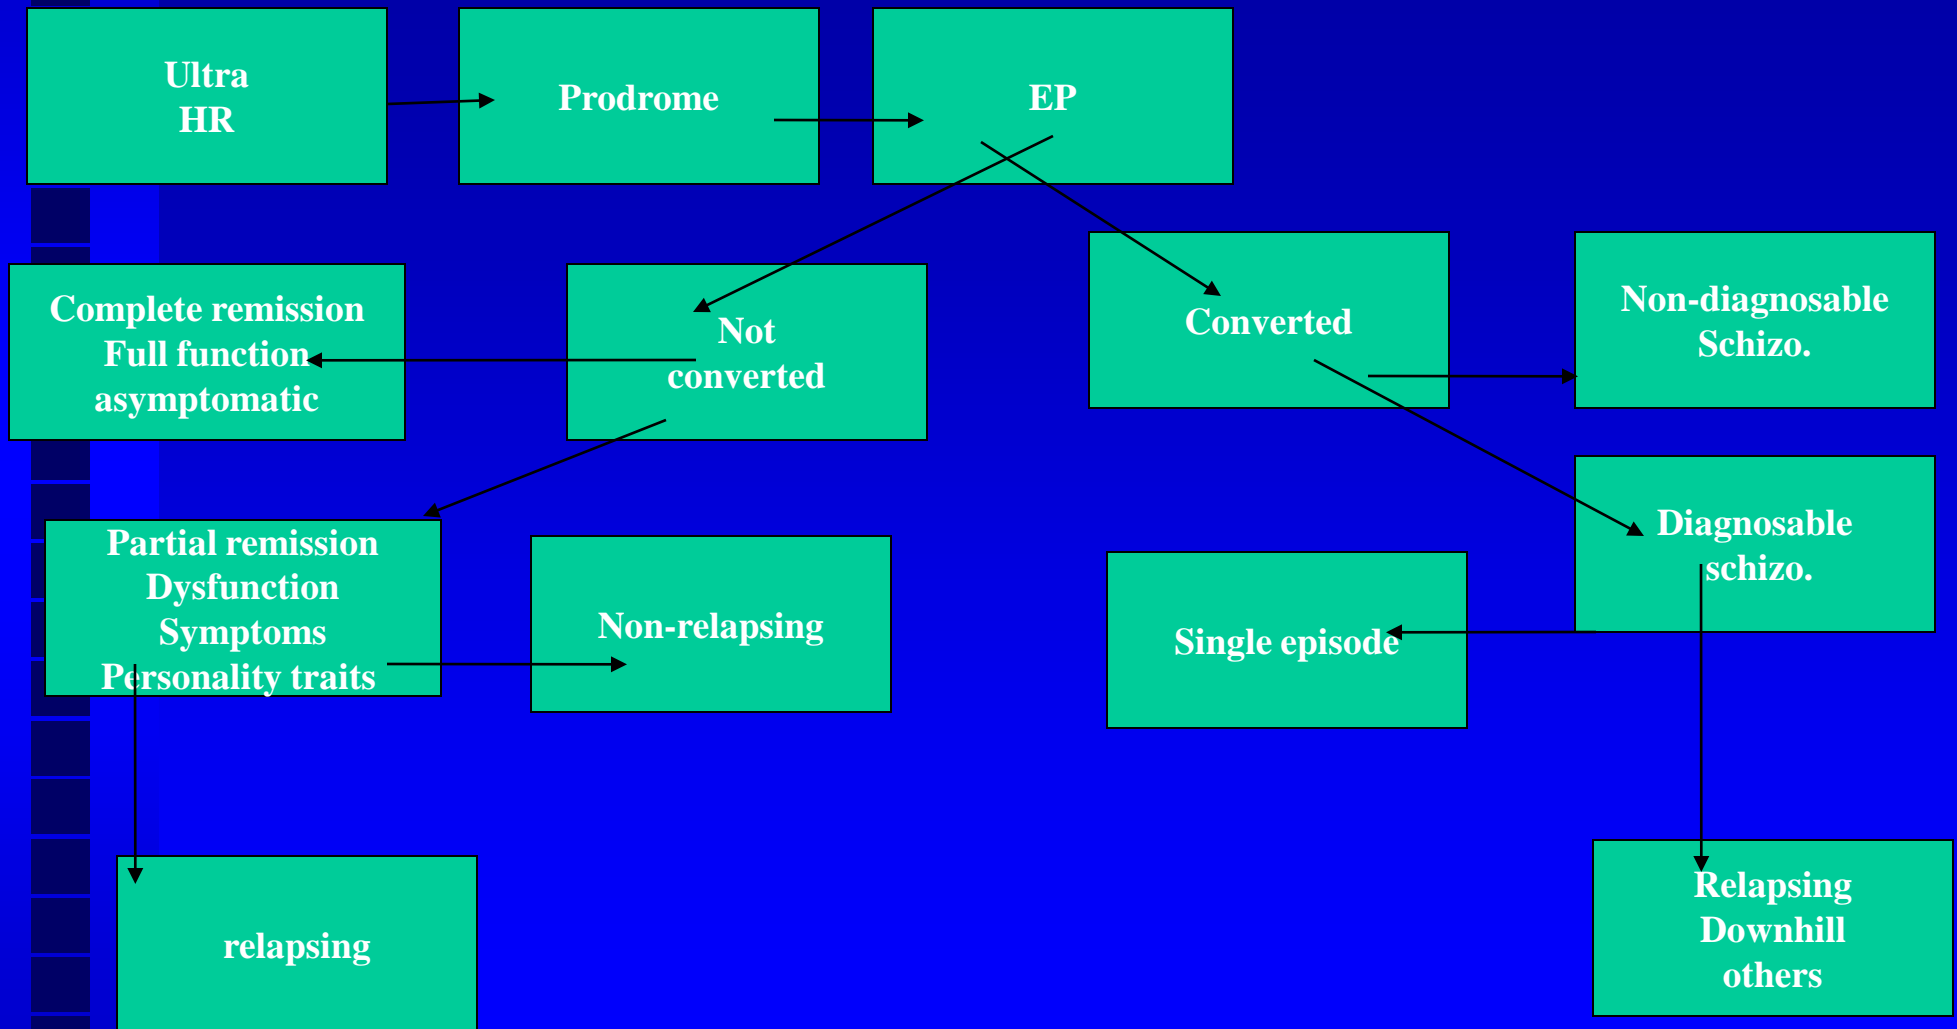 Ultra
HR
Prodrome
EP
Complete remission
Full function
asymptomatic
Not
converted
Converted
Non-diagnosable
Schizo.
Partial remission
Dysfunction
Symptoms
Personality traits
Non-relapsing
Single episode
Diagnosable
schizo.
relapsing
Relapsing
Downhill
others